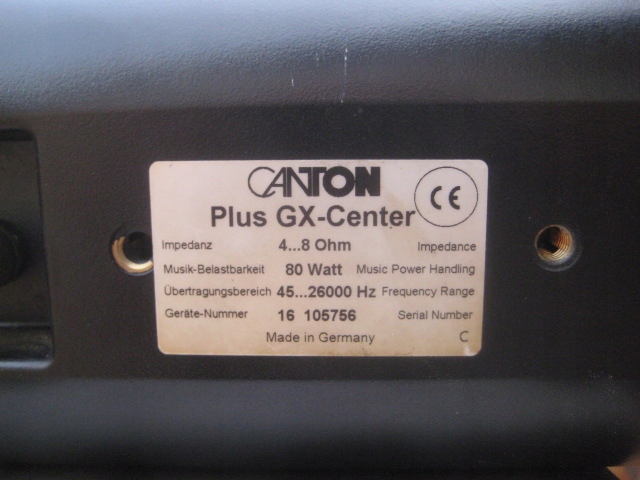 CANTON
CE
Plus GX-Center
Impedanz 4...8 Ohm Impedance
Musik-Belastbarkeit 80 Watt Music Power Handling
Übertragungsbereich 45...26000 Hz Frequency Range
Geräte-Nummer 16 105756 Serial Number
Made in Germany C